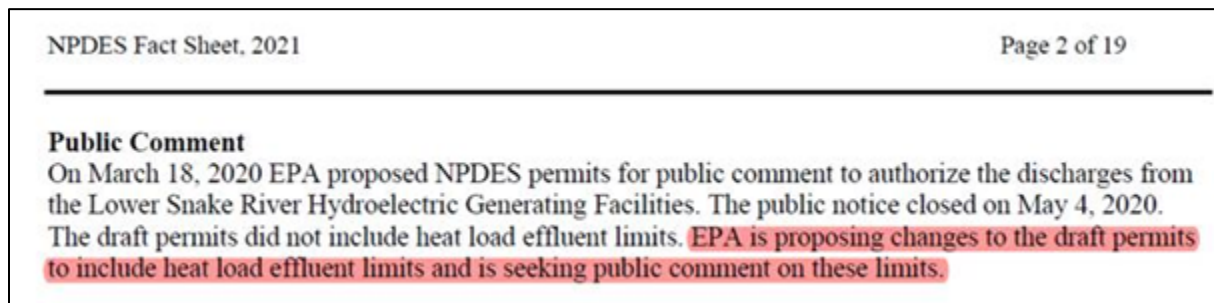 NPDES Fact Sheet, 2021 Page 2 of 19
Public Comment
On March 18, 2020 EPA proposed NPDES permits for public comment to authorize the discharges from
the Lower Snake River Hydroelectric Generating Facilities. The public notice closed on May 4, 2020.
The draft permits did not include heat load effluent limits. EPA is proposing changes to the draft permits
to include heat load effluent limits and is seeking public comment on these limits.